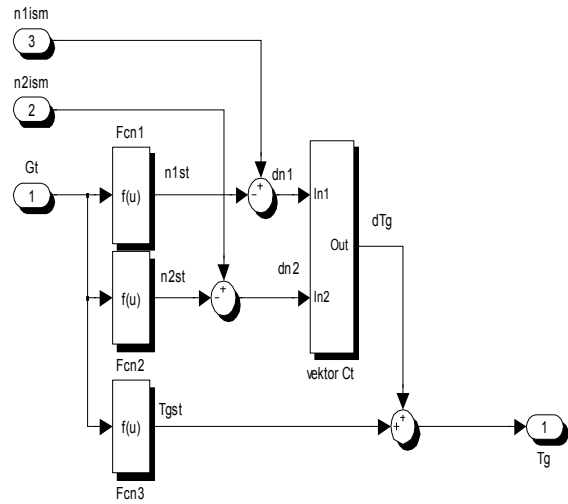 n1ism
3
n2ism
2
Fcn1
Gt
n1st
dn1
1
f(u)
In1
dTg
Out
n2st
dn2
f(u)
In2
Fcn2
vektor Ct
Tgst
f(u)
1
Tg
Fcn3